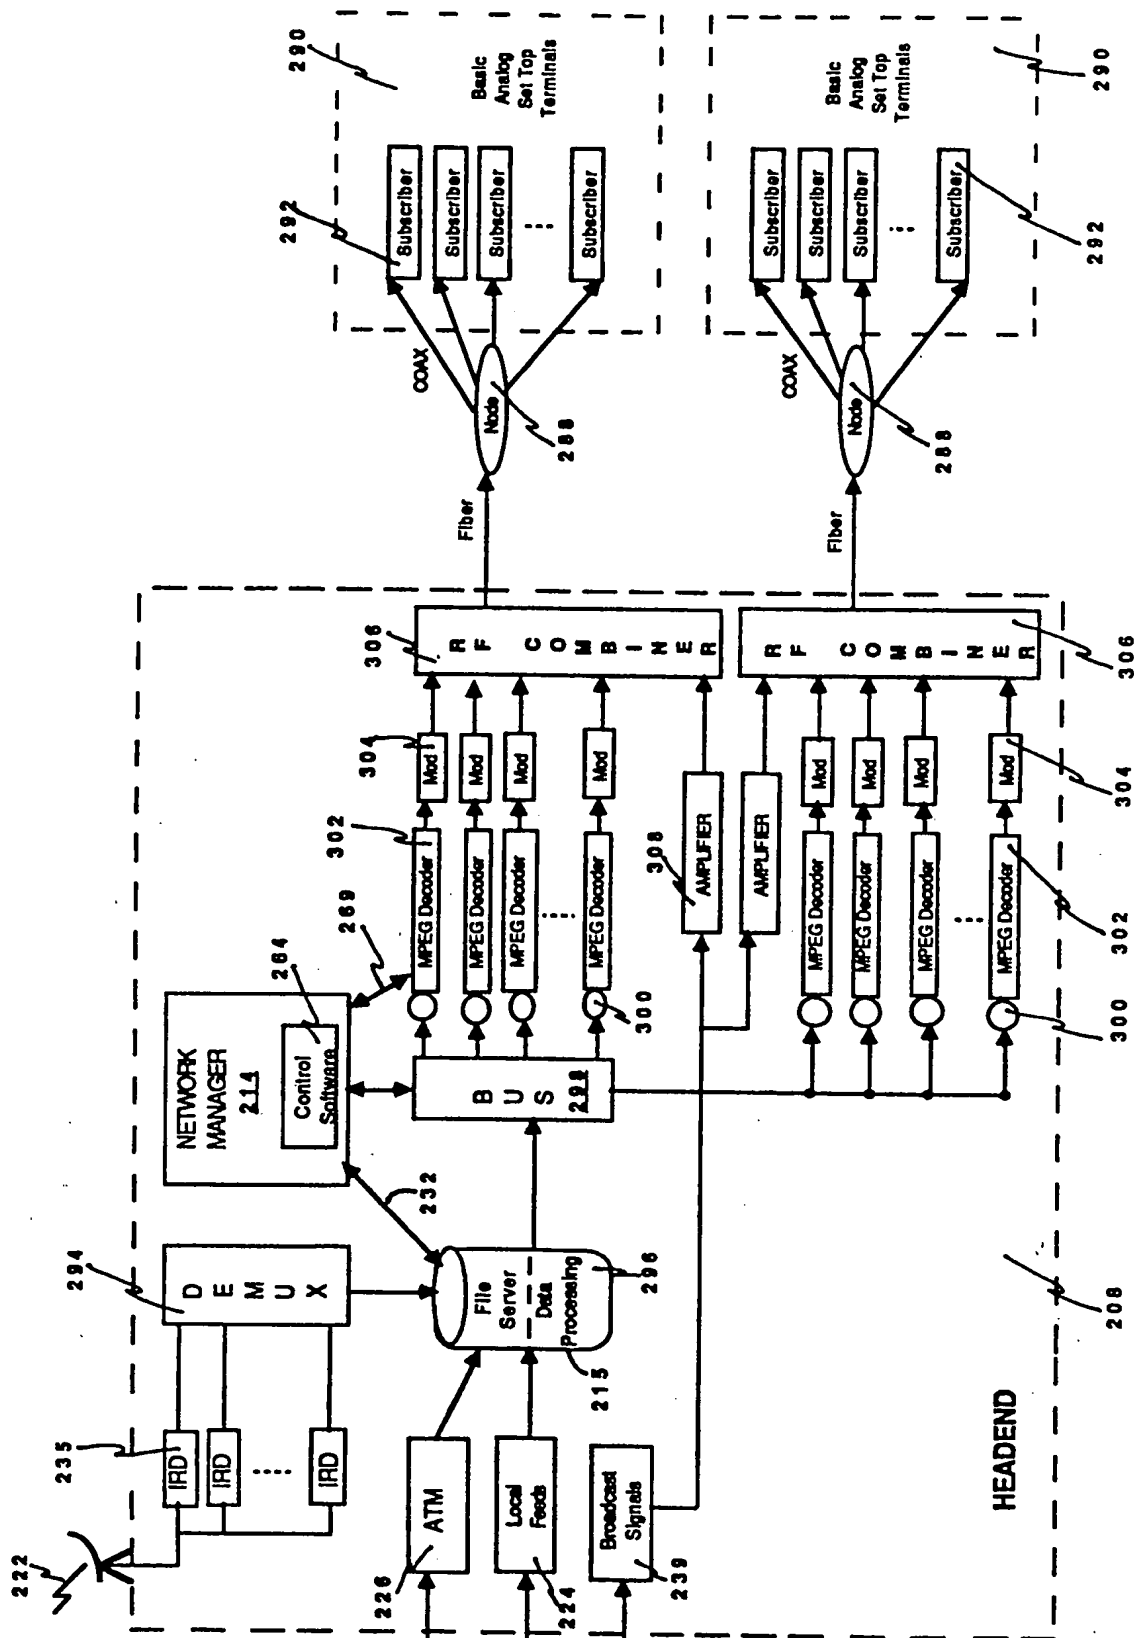 222
235
IRD
IRD
IRD
294
D E M U X
NETWORK
MANAGER
214
Control
Software
264
269
232
226
ATM
224
Local
Feeds
239
Broadcast
Signals
File
Server
Data
Processing
215
296
B U S
298
300
MPEG Decoder
MPEG Decoder
MPEG Decoder
MPEG Decoder
302
Mod
Mod
Mod
Mod
304
306
RF COMBINER
308
AMPLIFIER
AMPLIFIER
MPEG Decoder
MPEG Decoder
MPEG Decoder
MPEG Decoder
300
302
Mod
Mod
Mod
Mod
304
RF COMBINER
306
Fiber
Node
288
COAX
292
Subscriber
Subscriber
Subscriber
Subscriber
290
Basic
Analog
Set Top
Terminals
Fiber
Node
288
COAX
Subscriber
Subscriber
Subscriber
Subscriber
292
Basic
Analog
Set Top
Terminals
290
HEADEND
208